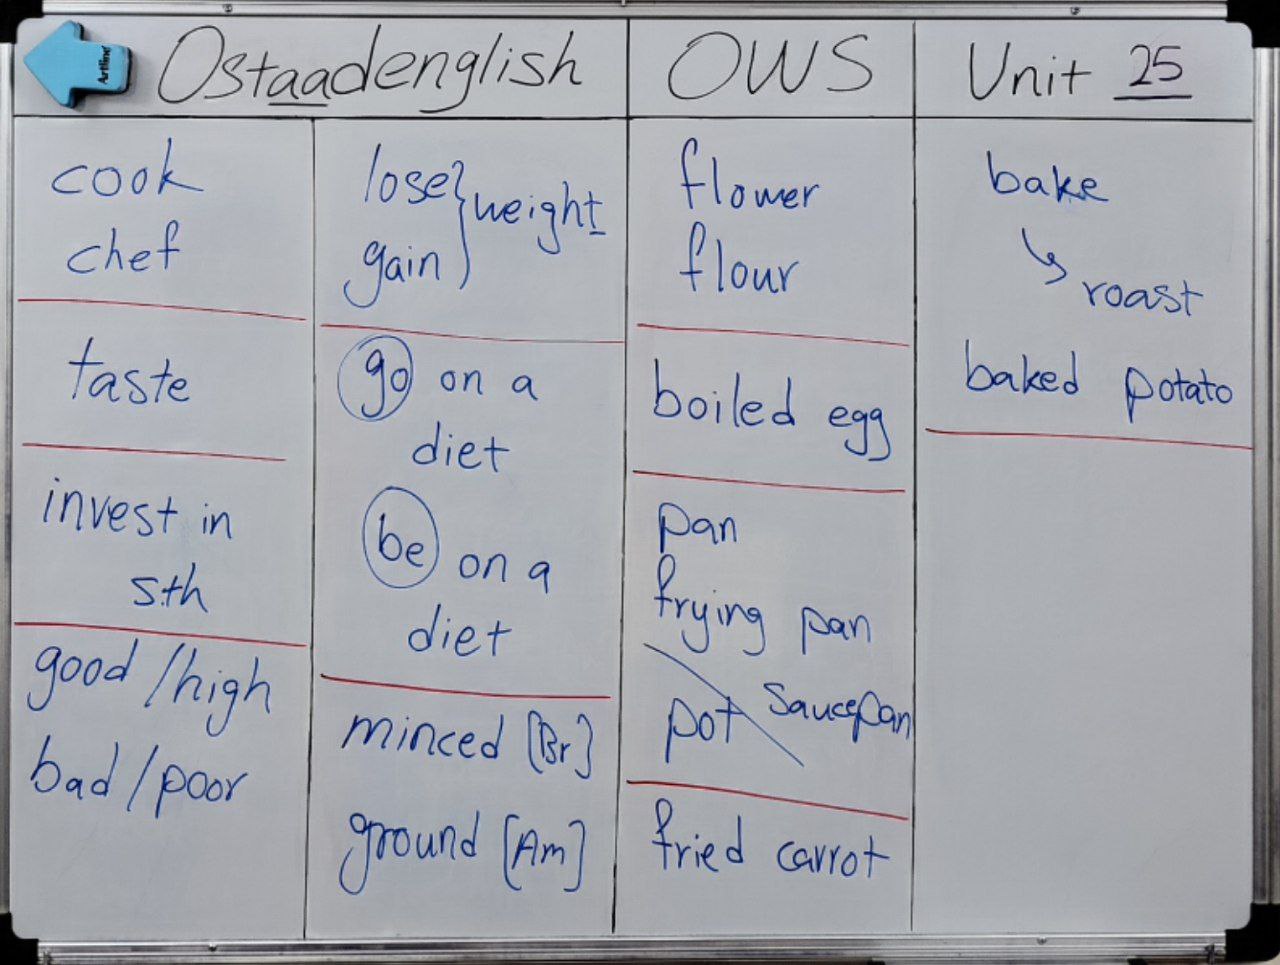 Artline
Ostaadenglish OWS Unit 25
cook
chef
taste
invest in
sth
good / high
bad / poor
lose } weight
gain
go on a
diet
be on a
diet
minced [Br]
ground [Am]
flower
flour
boiled egg
pan
frying pan
pot saucepan
fried carrot
bake
roast
baked potato